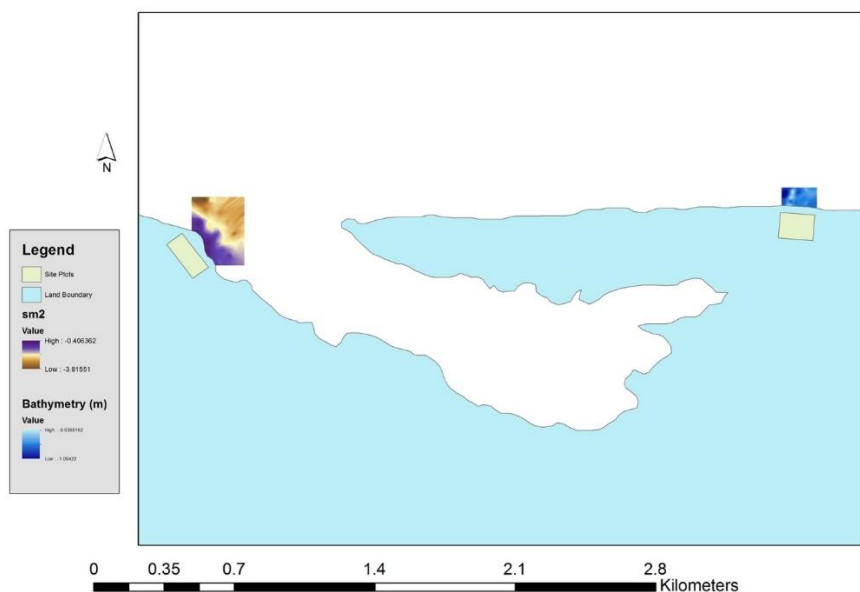 N
Legend
Site Plots
Land Boundary
sm2
Value
High : -0.406362
Low : -3.81551
Bathymetry (m)
Value
0 0.35 0.7 1.4 2.1 2.8
Kilometers